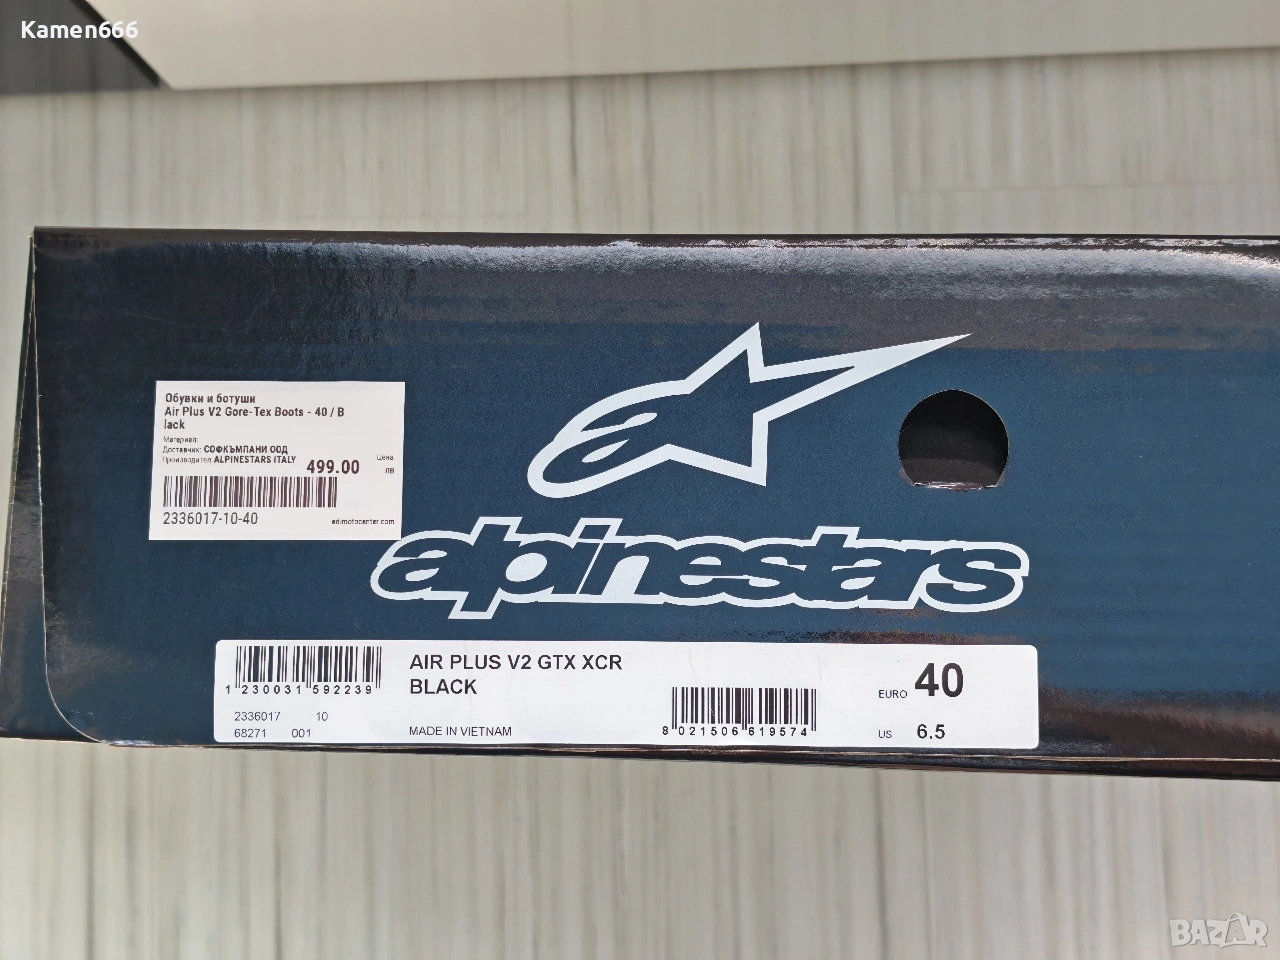 Kamen666
Обувки и ботуши
Air Plus V2 Gore-Tex Boots - 40 / B
lack
Материал:
Доставчик: СОФКЪМПАНИ ООД
Производител ALPINESTARS ITALY
Цена
499.00 лв
2336017-10-40
edimotocenter.com
alpinestars
1 230031 592239
2336017 10
68271 001
AIR PLUS V2 GTX XCR
BLACK
MADE IN VIETNAM
8 021506 619574
EURO 40
US 6.5
BAZAR